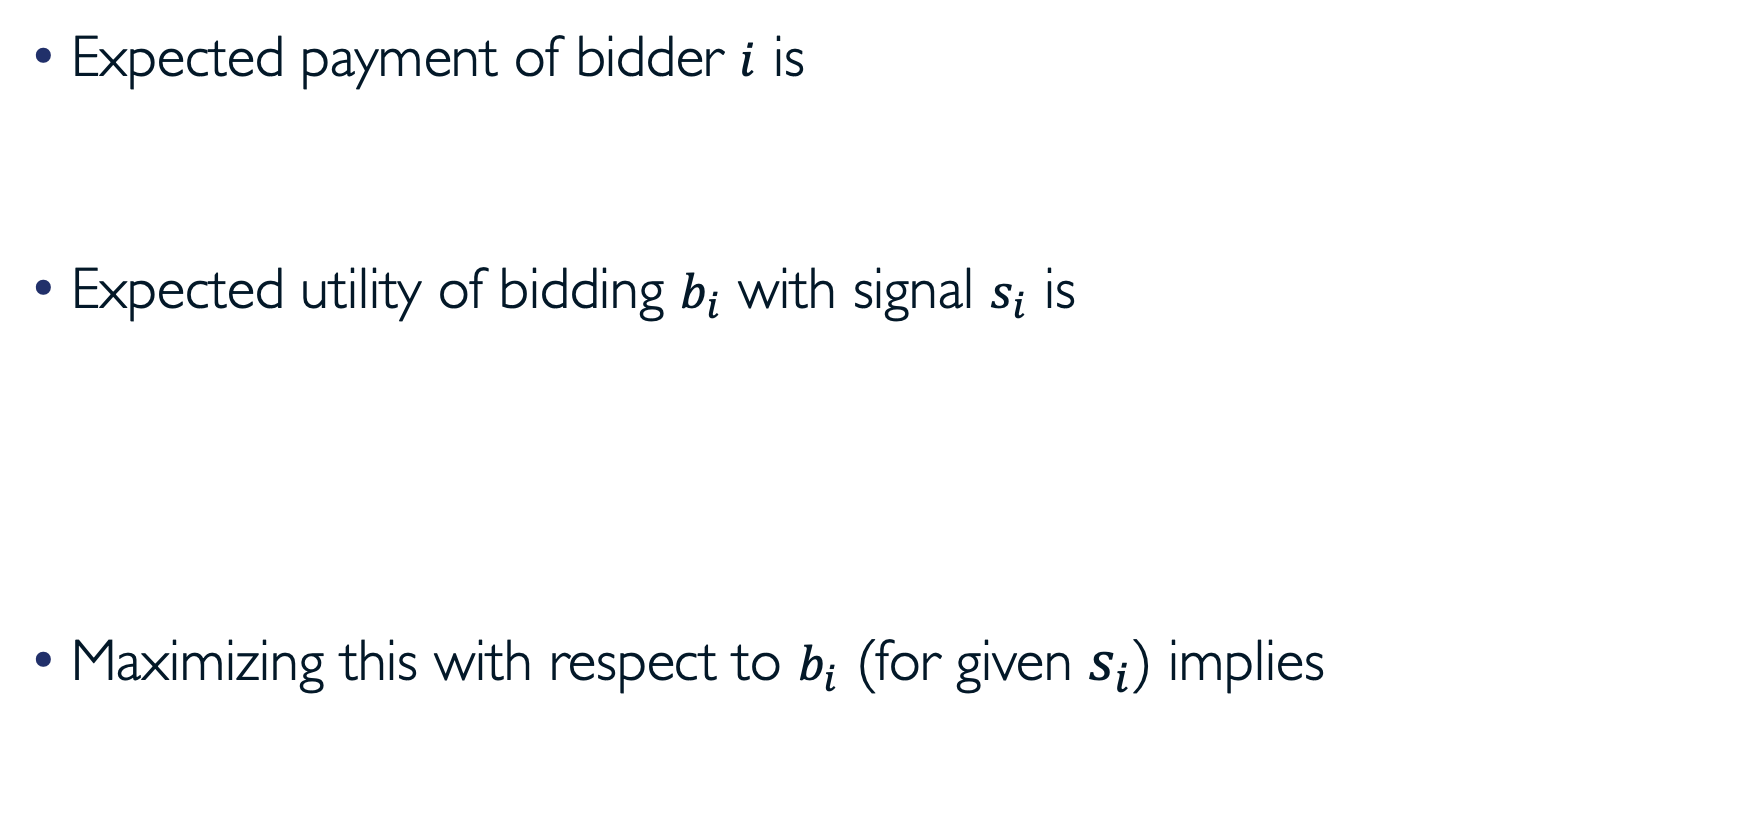 • Expected payment of bidder i is
• Expected utility of bidding bᵢ with signal sᵢ is
• Maximizing this with respect to bᵢ (for given sᵢ) implies